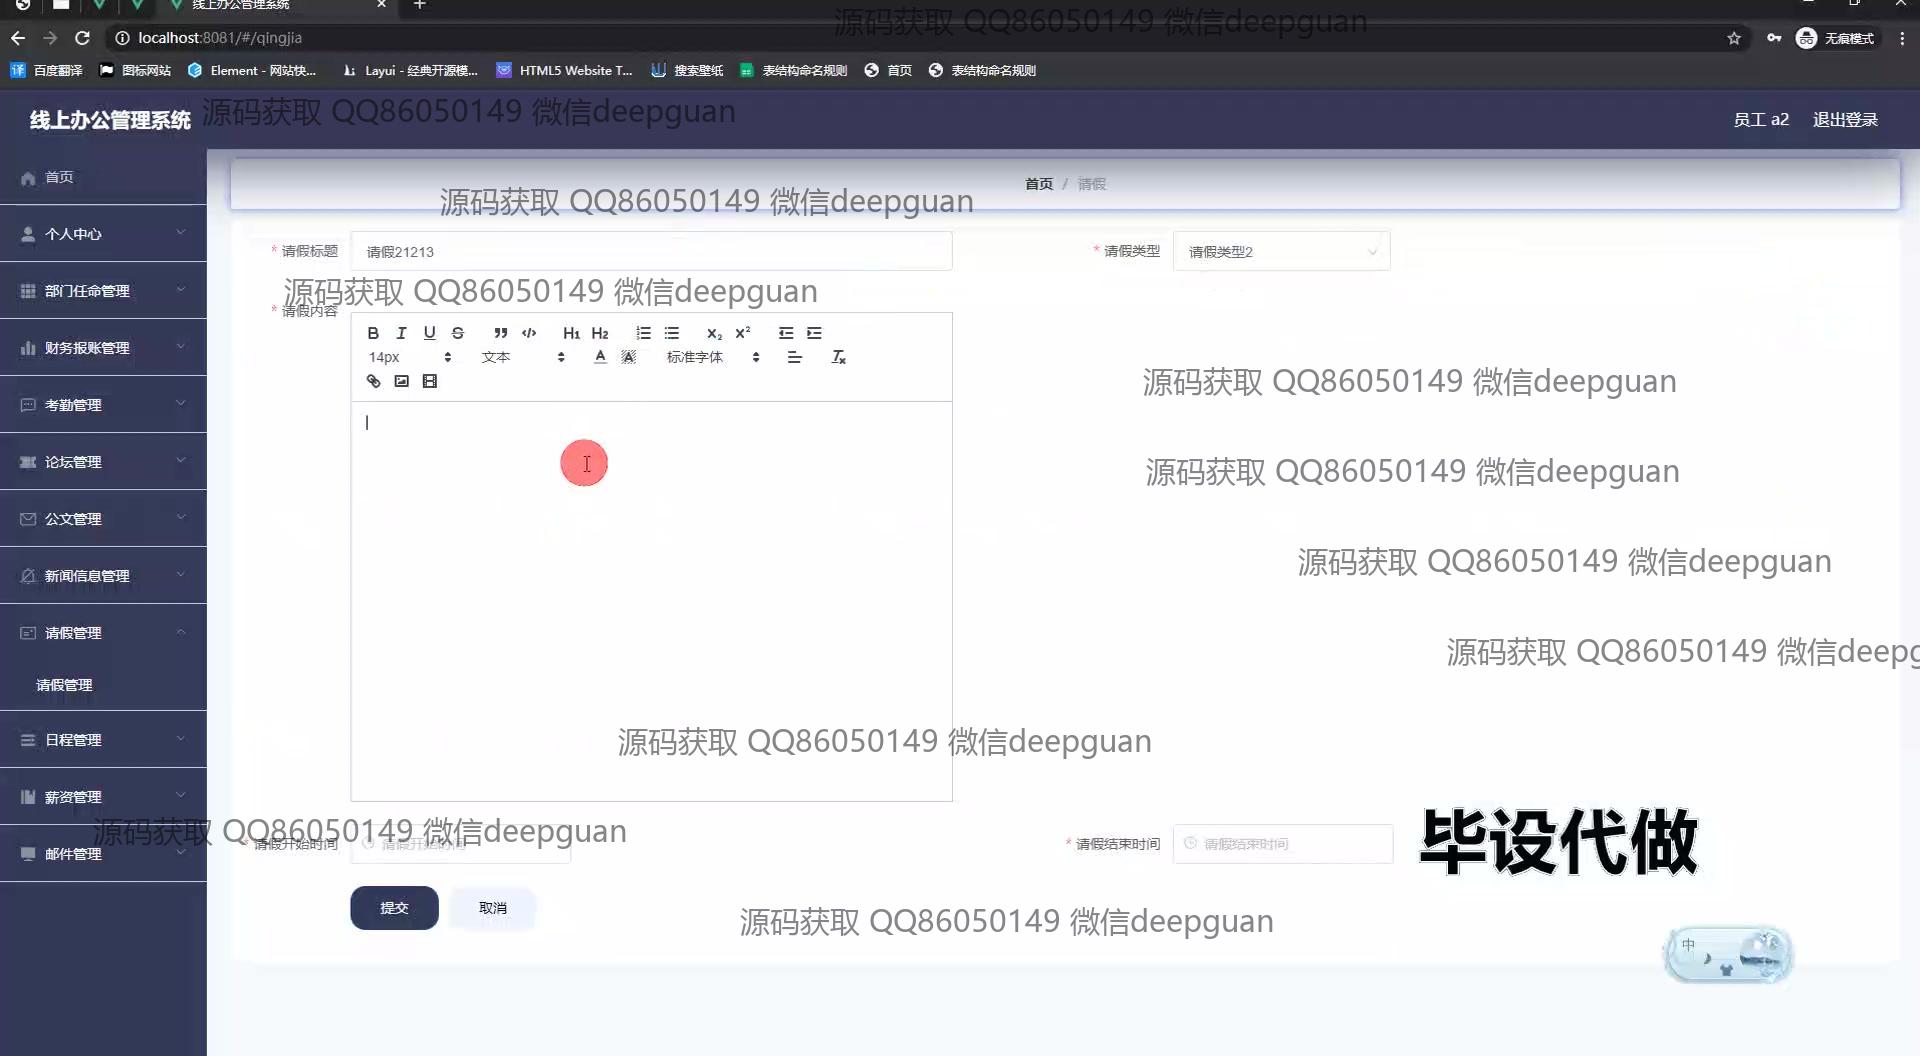 线上办公管理系统
源码获取 QQ86050149 微信deepguan
localhost:8081/#/qingjia
无痕模式
百度翻译
图标网站
Element - 网站快...
Layui - 经典开源模...
HTML5 Website T...
搜索壁纸
表结构命名规则
首页
表结构命名规则
线上办公管理系统
源码获取 QQ86050149 微信deepguan
员工 a2
退出登录
首页
首页 / 请假
源码获取 QQ86050149 微信deepguan
个人中心
* 请假标题
请假21213
* 请假类型
请假类型2
部门任命管理
源码获取 QQ86050149 微信deepguan
* 请假内容
B I U S H1 H2 X2 X2
14px 文本 A A 标准字体 Tx
财务报账管理
源码获取 QQ86050149 微信deepguan
考勤管理
论坛管理
源码获取 QQ86050149 微信deepguan
公文管理
源码获取 QQ86050149 微信deepguan
新闻信息管理
请假管理
源码获取 QQ86050149 微信deepg
请假管理
日程管理
源码获取 QQ86050149 微信deepguan
薪资管理
源码获取 QQ86050149 微信deepguan
邮件管理
* 请假开始时间
请假开始时间
* 请假结束时间
请假结束时间
毕设代做
提交
取消
源码获取 QQ86050149 微信deepguan
中